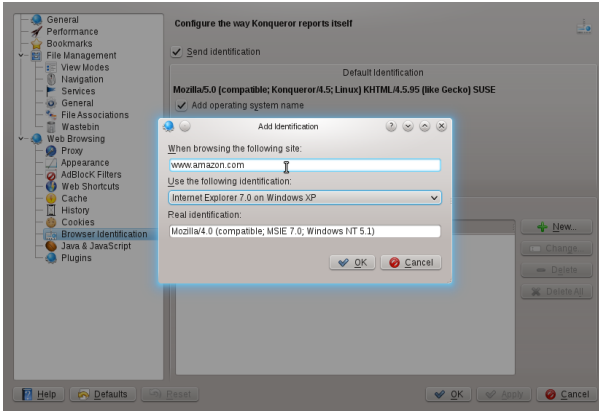 General
Performance
Bookmarks
File Management
View Modes
Navigation
Services
General
File Associations
Wastebin
Web Browsing
Proxy
Appearance
AdBlocK Filters
Web Shortcuts
Cache
History
Cookies
Browser Identification
Java & JavaScript
Plugins
Configure the way Konqueror reports itself
Send identification
Default Identification
Mozilla/5.0 (compatible; Konqueror/4.5; Linux) KHTML/4.5.95 (like Gecko) SUSE
Add operating system name
Add Identification
When browsing the following site:
www.amazon.com
Use the following identification:
Internet Explorer 7.0 on Windows XP
Real identification:
Mozilla/4.0 (compatible; MSIE 7.0; Windows NT 5.1)
OK Cancel
New...
Change...
Delete
Delete All
Help Defaults Reset OK Apply Cancel